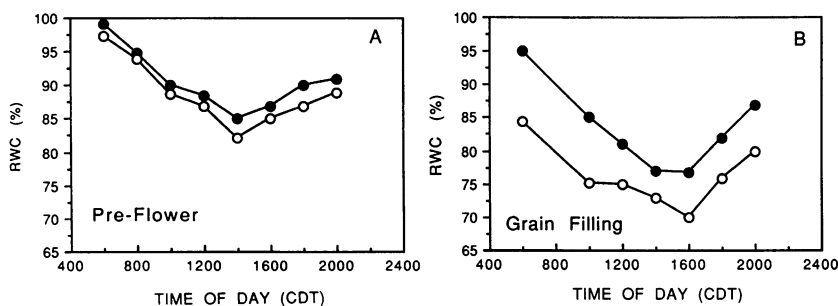 100
95
90
85
80
75
70
65
RWC (%)
A
Pre-Flower
400 800 1200 1600 2000 2400
TIME OF DAY (CDT)
100
95
90
85
80
75
70
65
RWC (%)
B
Grain Filling
400 800 1200 1600 2000 2400
TIME OF DAY (CDT)